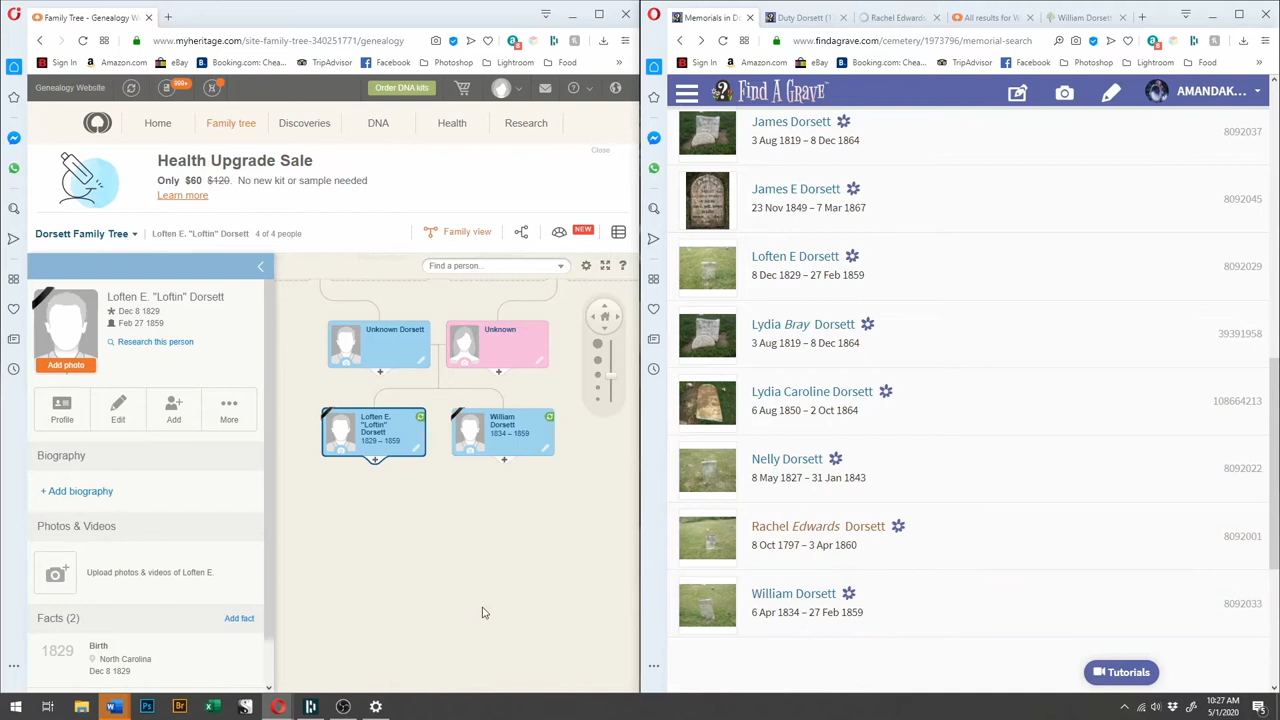 Family Tree - Genealogy W
www.myheritage.com/site-family-tree-340251771/genealogy
Sign In
Amazon.com
eBay
Booking.com: Chea...
TripAdvisor
Facebook
Photoshop
Lightroom
Food
Genealogy Website
999+
Order DNA kits
Home
Family tree
Discoveries
DNA
Health
Research
Close
Health Upgrade Sale
Only $60 $120. No new kit or sample needed
Learn more
Dorsett Family Tree
Loften E. "Loftin" Dorsett
4 of 4 people
Family view
NEW
Find a person...
?
Loften E. "Loftin" Dorsett
Dec 8 1829
Feb 27 1859
Research this person
Add photo
Profile
Edit
Add
More
Biography
+ Add biography
Photos & Videos
Upload photos & videos of Loften E.
Facts (2)
Add fact
1829
Birth
North Carolina
Dec 8 1829
Unknown Dorsett
Unknown
Loften E.
"Loftin"
Dorsett
1829 – 1859
William
Dorsett
1834 – 1859
Memorials in Do
Duty Dorsett (1
Rachel Edwards
All results for W
William Dorsett
www.findagrave.com/cemetery/1973796/memorial-search
Sign In
Amazon.com
eBay
Booking.com: Chea...
TripAdvisor
Facebook
Photoshop
Lightroom
Food
FIND A GRAVE
AMANDAK...
James Dorsett
3 Aug 1819 – 8 Dec 1864
8092037
James E Dorsett
23 Nov 1849 – 7 Mar 1867
8092045
Loften E Dorsett
8 Dec 1829 – 27 Feb 1859
8092029
Lydia Bray Dorsett
3 Aug 1819 – 8 Dec 1864
39391958
Lydia Caroline Dorsett
6 Aug 1850 – 2 Oct 1864
108664213
Nelly Dorsett
8 May 1827 – 31 Jan 1843
8092022
Rachel Edwards Dorsett
8 Oct 1797 – 3 Apr 1860
8092001
William Dorsett
6 Apr 1834 – 27 Feb 1859
8092033
Tutorials
10:27 AM
5/1/2020